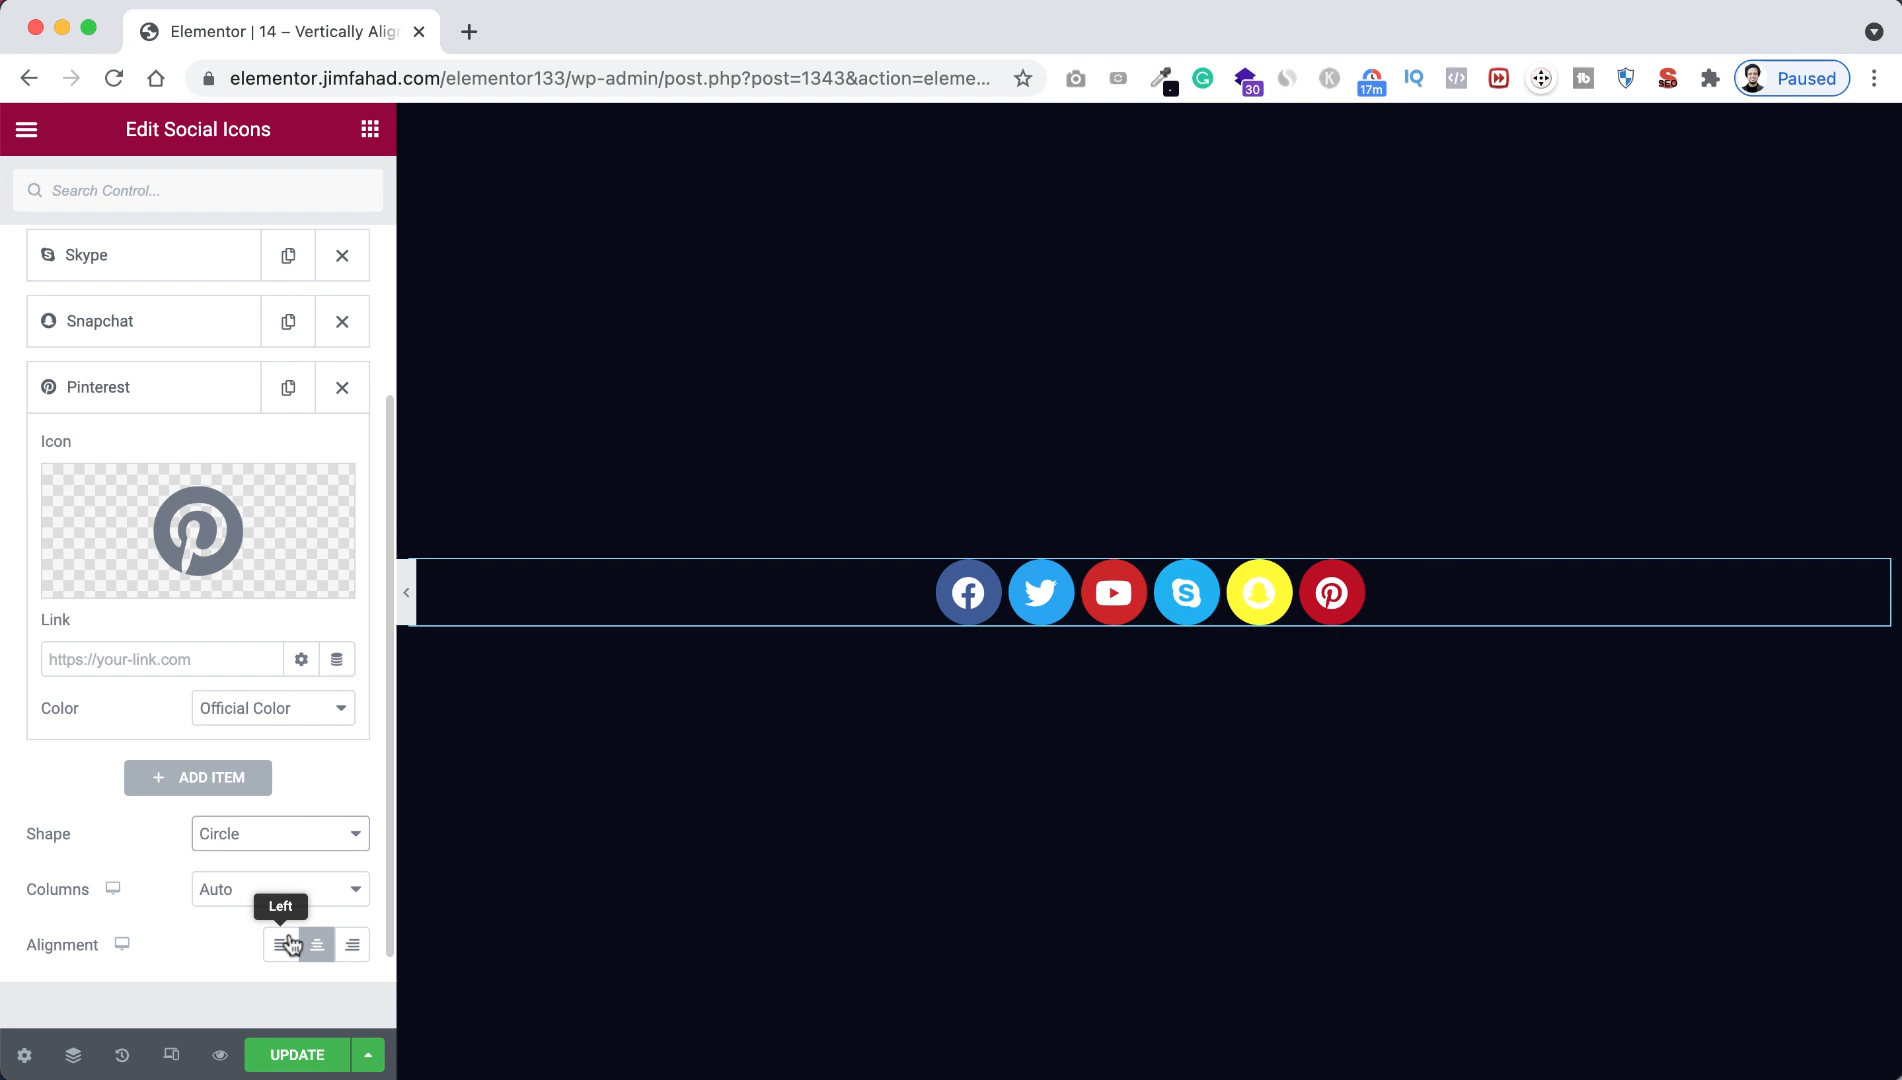 Elementor | 14 – Vertically Alig
elementor.jimfahad.com/elementor133/wp-admin/post.php?post=1343&action=eleme...
30
17m
IQ
SEO
Paused
Edit Social Icons
Search Control...
Skype
Snapchat
Pinterest
Icon
Link
https://your-link.com
Color
Official Color
+ ADD ITEM
Shape
Circle
Columns
Auto
Left
Alignment
UPDATE